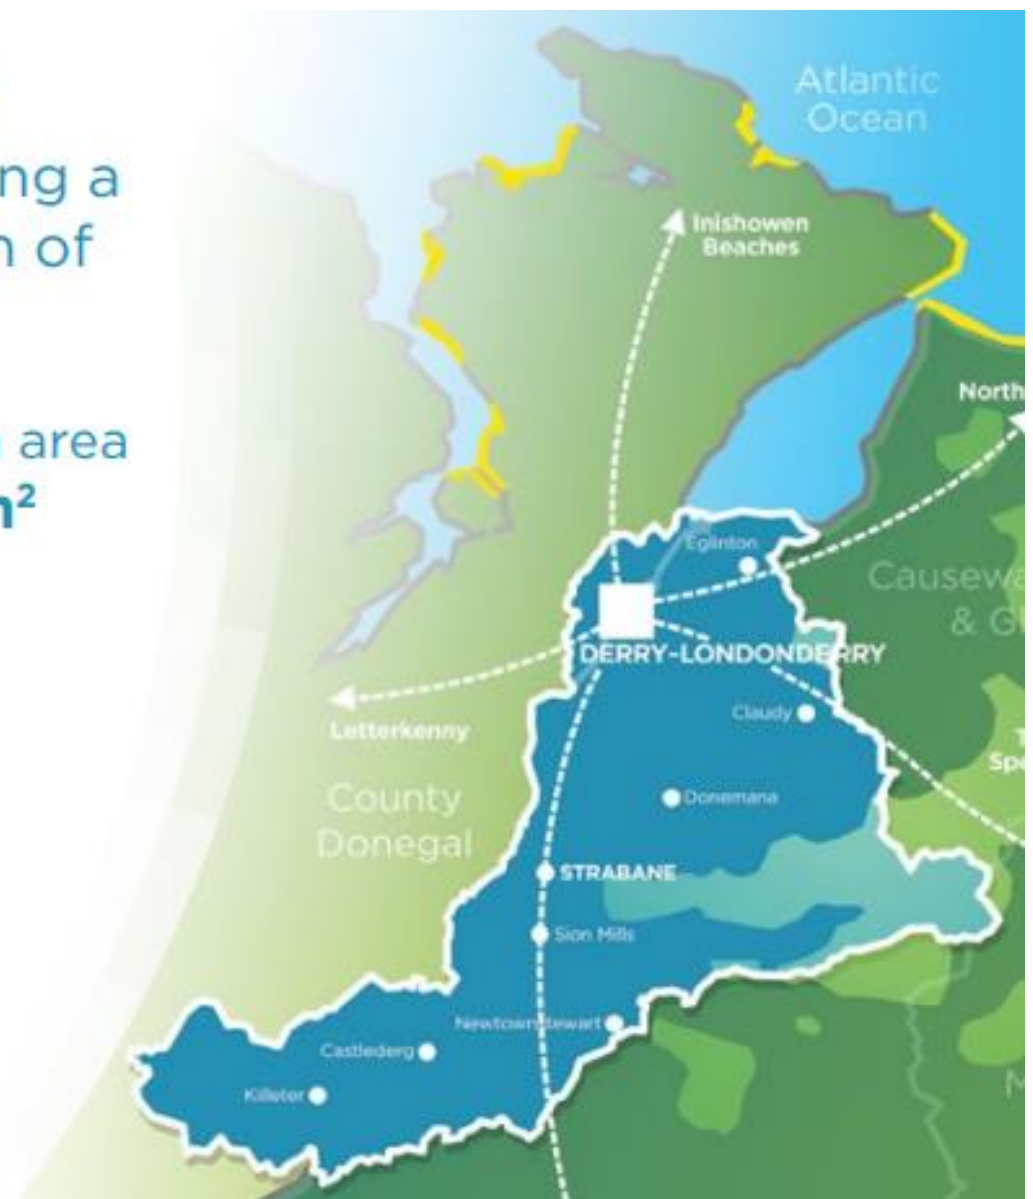 ng a
of
area
Atlantic
Ocean
Inishowen
Beaches
North
Eglinton
Causewa
& G
DERRY-LONDONDERRY
Letterkenny
Claudy
County
Donegal
Donemana
Spe
STRABANE
Sion Mills
Newtownstewart
Castlederg
Killeter
M